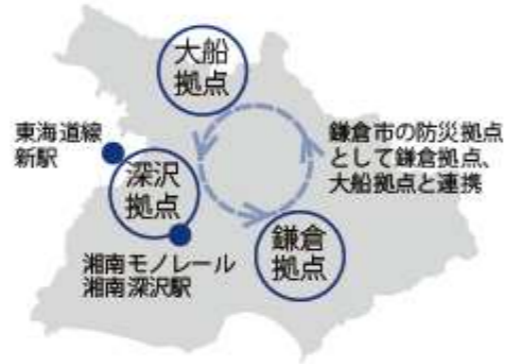 大船
拠点
東海道線
新駅
鎌倉市の防災拠点
として鎌倉拠点、
大船拠点と連携
深沢
拠点
鎌倉
拠点
湘南モノレール
湘南深沢駅